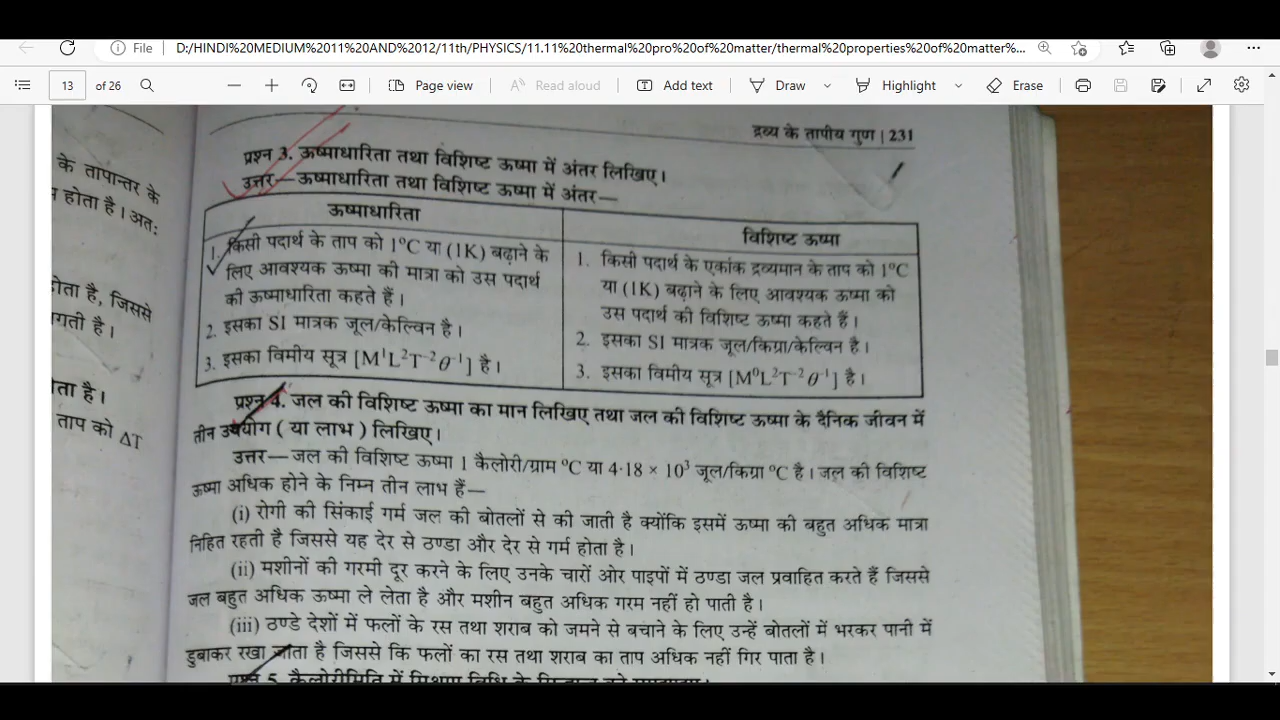 File
D:/HINDI%20MEDIUM%2011%20AND%2012/11th/PHYSICS/11.11%20thermal%20pro%20of%20matter/thermal%20properties%20of%20matter%...
13 of 26
Page view
Read aloud
Add text
Draw
Highlight
Erase
द्रव्य के तापीय गुण | 231
के तापान्तर के
होता है। अतः
होता है, जिससे
है।
ता है।
ताप को ΔT
प्रश्न 3. ऊष्माधारिता तथा विशिष्ट ऊष्मा में अंतर लिखिए।
उत्तर—ऊष्माधारिता तथा विशिष्ट ऊष्मा में अंतर—
ऊष्माधारिता
1. किसी पदार्थ के ताप को 1°C या (1K) बढ़ाने के
लिए आवश्यक ऊष्मा की मात्रा को उस पदार्थ
की ऊष्माधारिता कहते हैं।
2. इसका SI मात्रक जूल/केल्विन है।
3. इसका विमीय सूत्र [M¹L²T⁻²θ⁻¹] है।
विशिष्ट ऊष्मा
1. किसी पदार्थ के एकांक द्रव्यमान के ताप को 1°C
या (1K) बढ़ाने के लिए आवश्यक ऊष्मा को
उस पदार्थ की विशिष्ट ऊष्मा कहते हैं।
2. इसका SI मात्रक जूल/किग्रा/केल्विन है।
3. इसका विमीय सूत्र [M⁰L²T⁻²θ⁻¹] है।
प्रश्न 4. जल की विशिष्ट ऊष्मा का मान लिखिए तथा जल की विशिष्ट ऊष्मा के दैनिक जीवन में
तीन उपयोग ( या लाभ ) लिखिए।
उत्तर—जल की विशिष्ट ऊष्मा 1 कैलोरी/ग्राम °C या 4·18 × 10³ जूल/किग्रा °C है। जल की विशिष्ट
ऊष्मा अधिक होने के निम्न तीन लाभ हैं—
(i) रोगी की सिंकाई गर्म जल की बोतलों से की जाती है क्योंकि इसमें ऊष्मा की बहुत अधिक मात्रा
निहित रहती है जिससे यह देर से ठण्डा और देर से गर्म होता है।
(ii) मशीनों की गरमी दूर करने के लिए उनके चारों ओर पाइपों में ठण्डा जल प्रवाहित करते हैं जिससे
जल बहुत अधिक ऊष्मा ले लेता है और मशीन बहुत अधिक गरम नहीं हो पाती है।
(iii) ठण्डे देशों में फलों के रस तथा शराब को जमने से बचाने के लिए उन्हें बोतलों में भरकर पानी में
डुबाकर रखा जाता है जिससे कि फलों का रस तथा शराब का ताप अधिक नहीं गिर पाता है।
प्रश्न 5. कैलोरीमिति में मिश्रण विधि के सिद्धान्त को समझाइए।